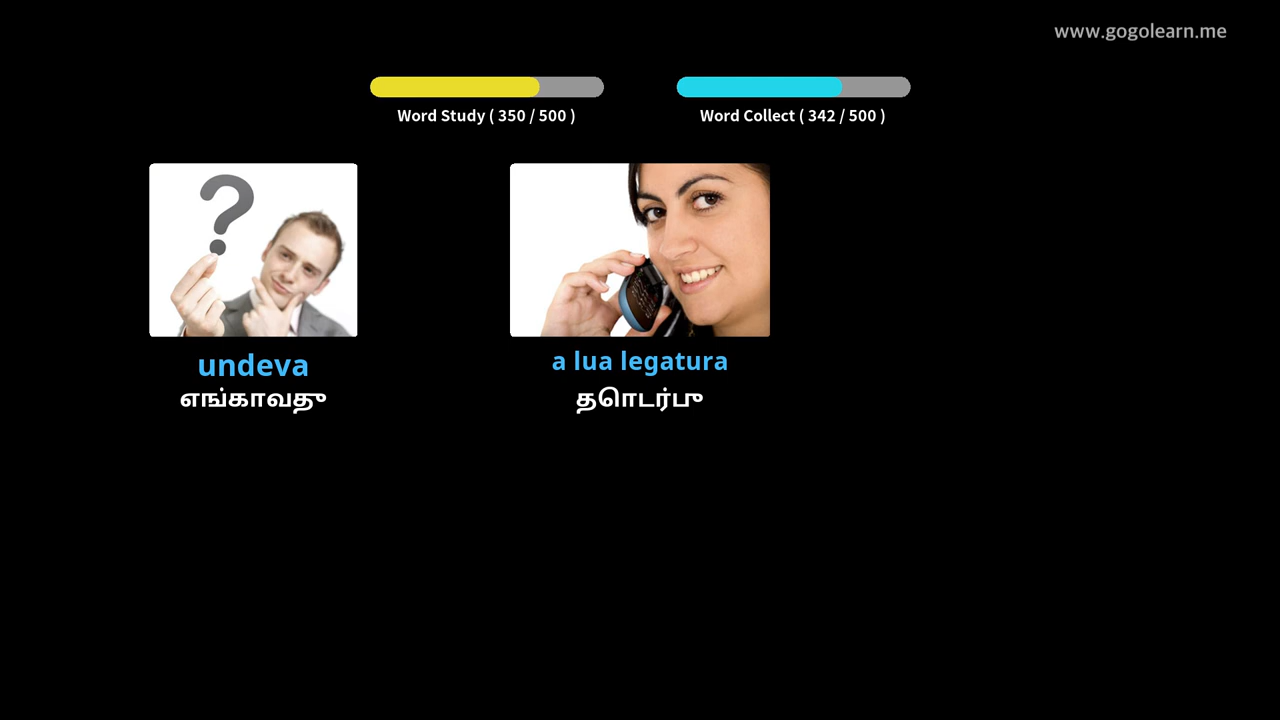 www.gogolearn.me
Word Study ( 350 / 500 )
Word Collect ( 342 / 500 )
undeva
எங்காவது
a lua legatura
தொடர்பு